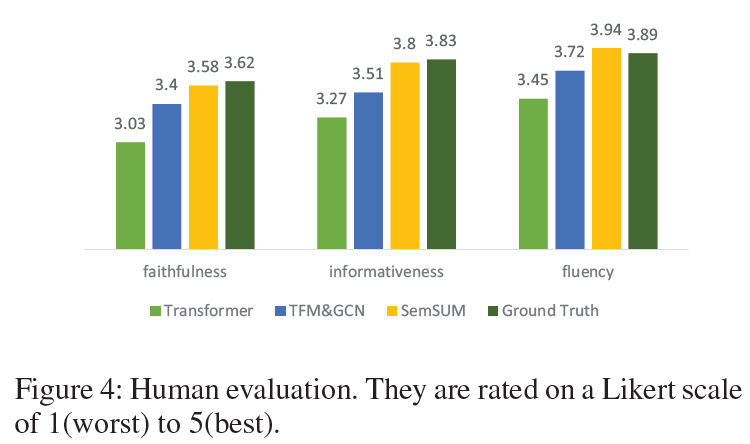 3.03
3.4
3.58
3.62
3.27
3.51
3.8
3.83
3.45
3.72
3.94
3.89
faithfulness
informativeness
fluency
Transformer
TFM&GCN
SemSUM
Ground Truth
Figure 4: Human evaluation. They are rated on a Likert scale
of 1(worst) to 5(best).